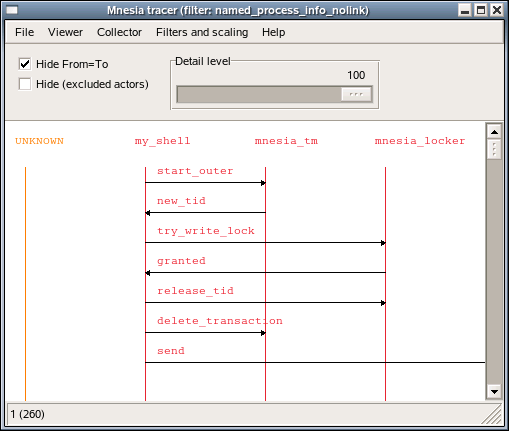 Mnesia tracer (filter: named_process_info_nolink)
File Viewer Collector Filters and scaling Help
Hide From=To
Hide (excluded actors)
Detail level
100
UNKNOWN my_shell mnesia_tm mnesia_locker
start_outer
new_tid
try_write_lock
granted
release_tid
delete_transaction
send
1 (260)